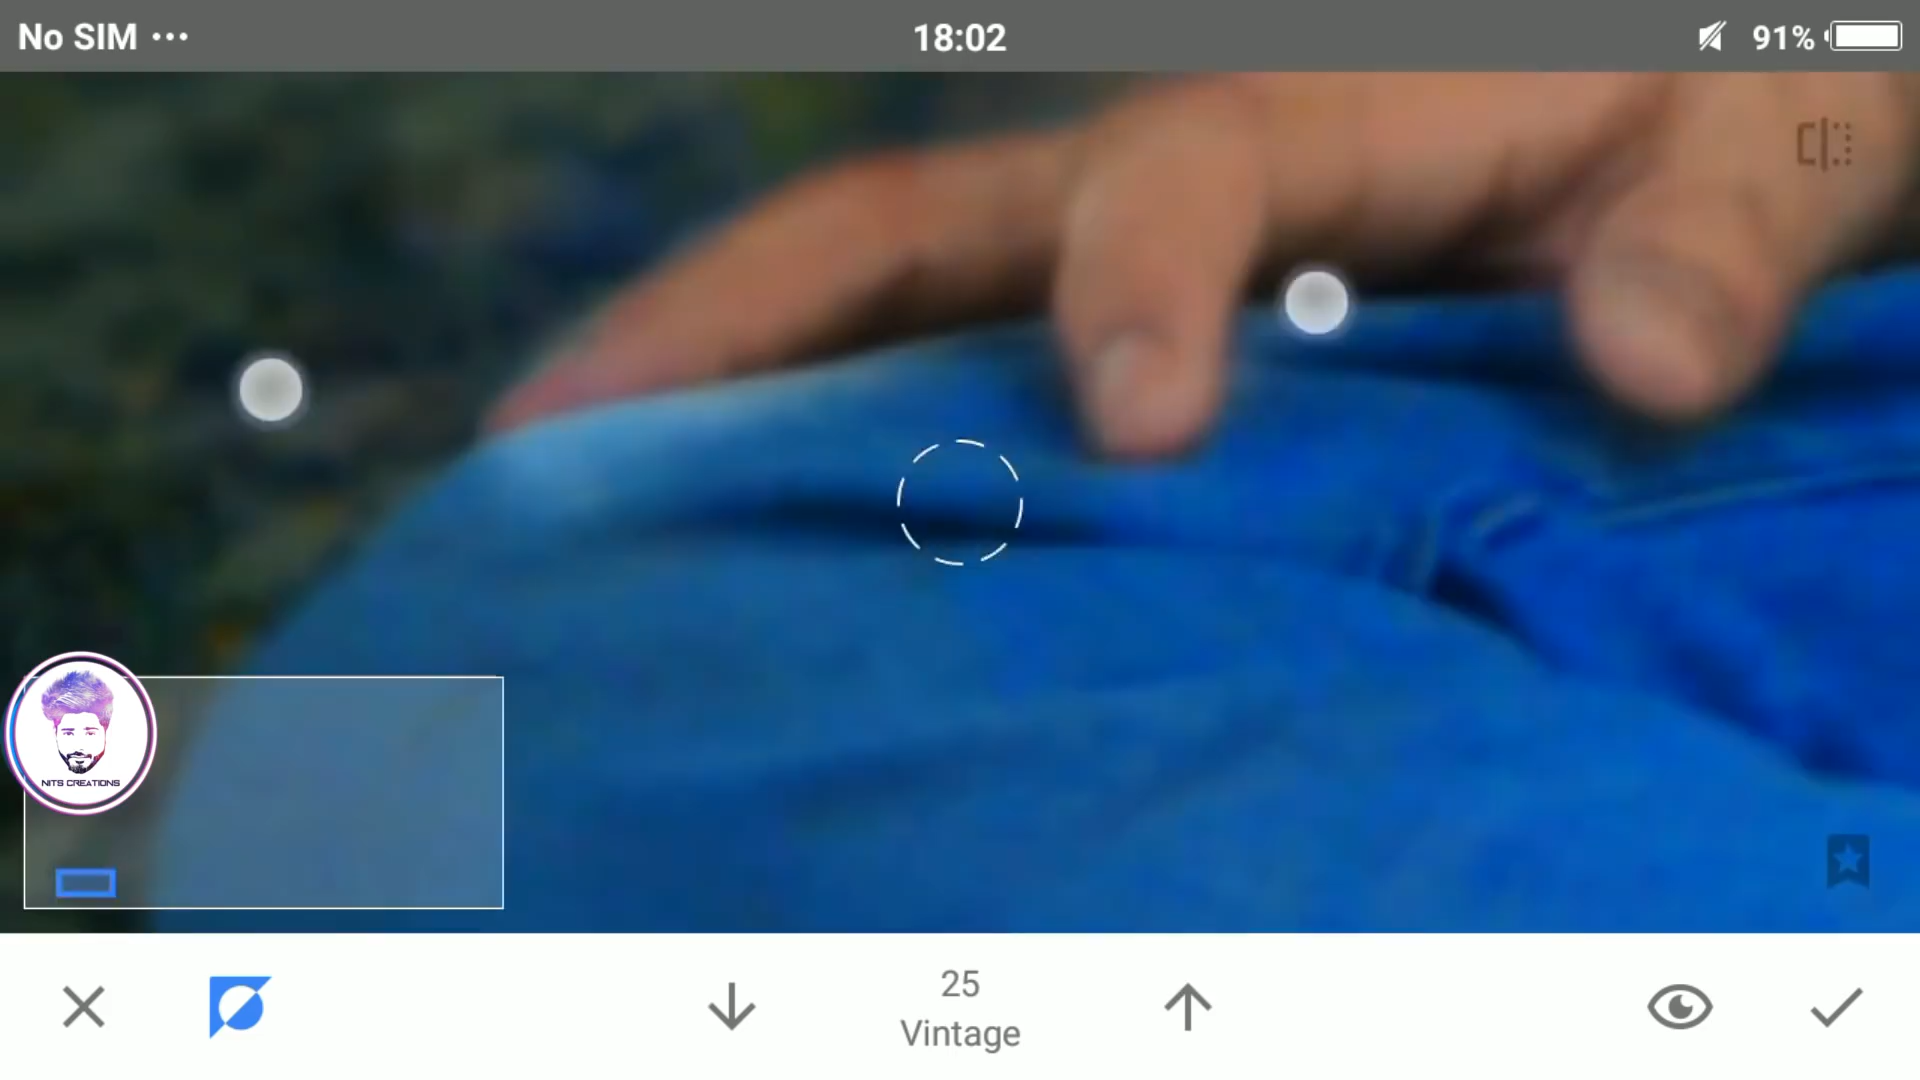 No SIM ...
18:02
91%
NITS CREATIONS
25
Vintage